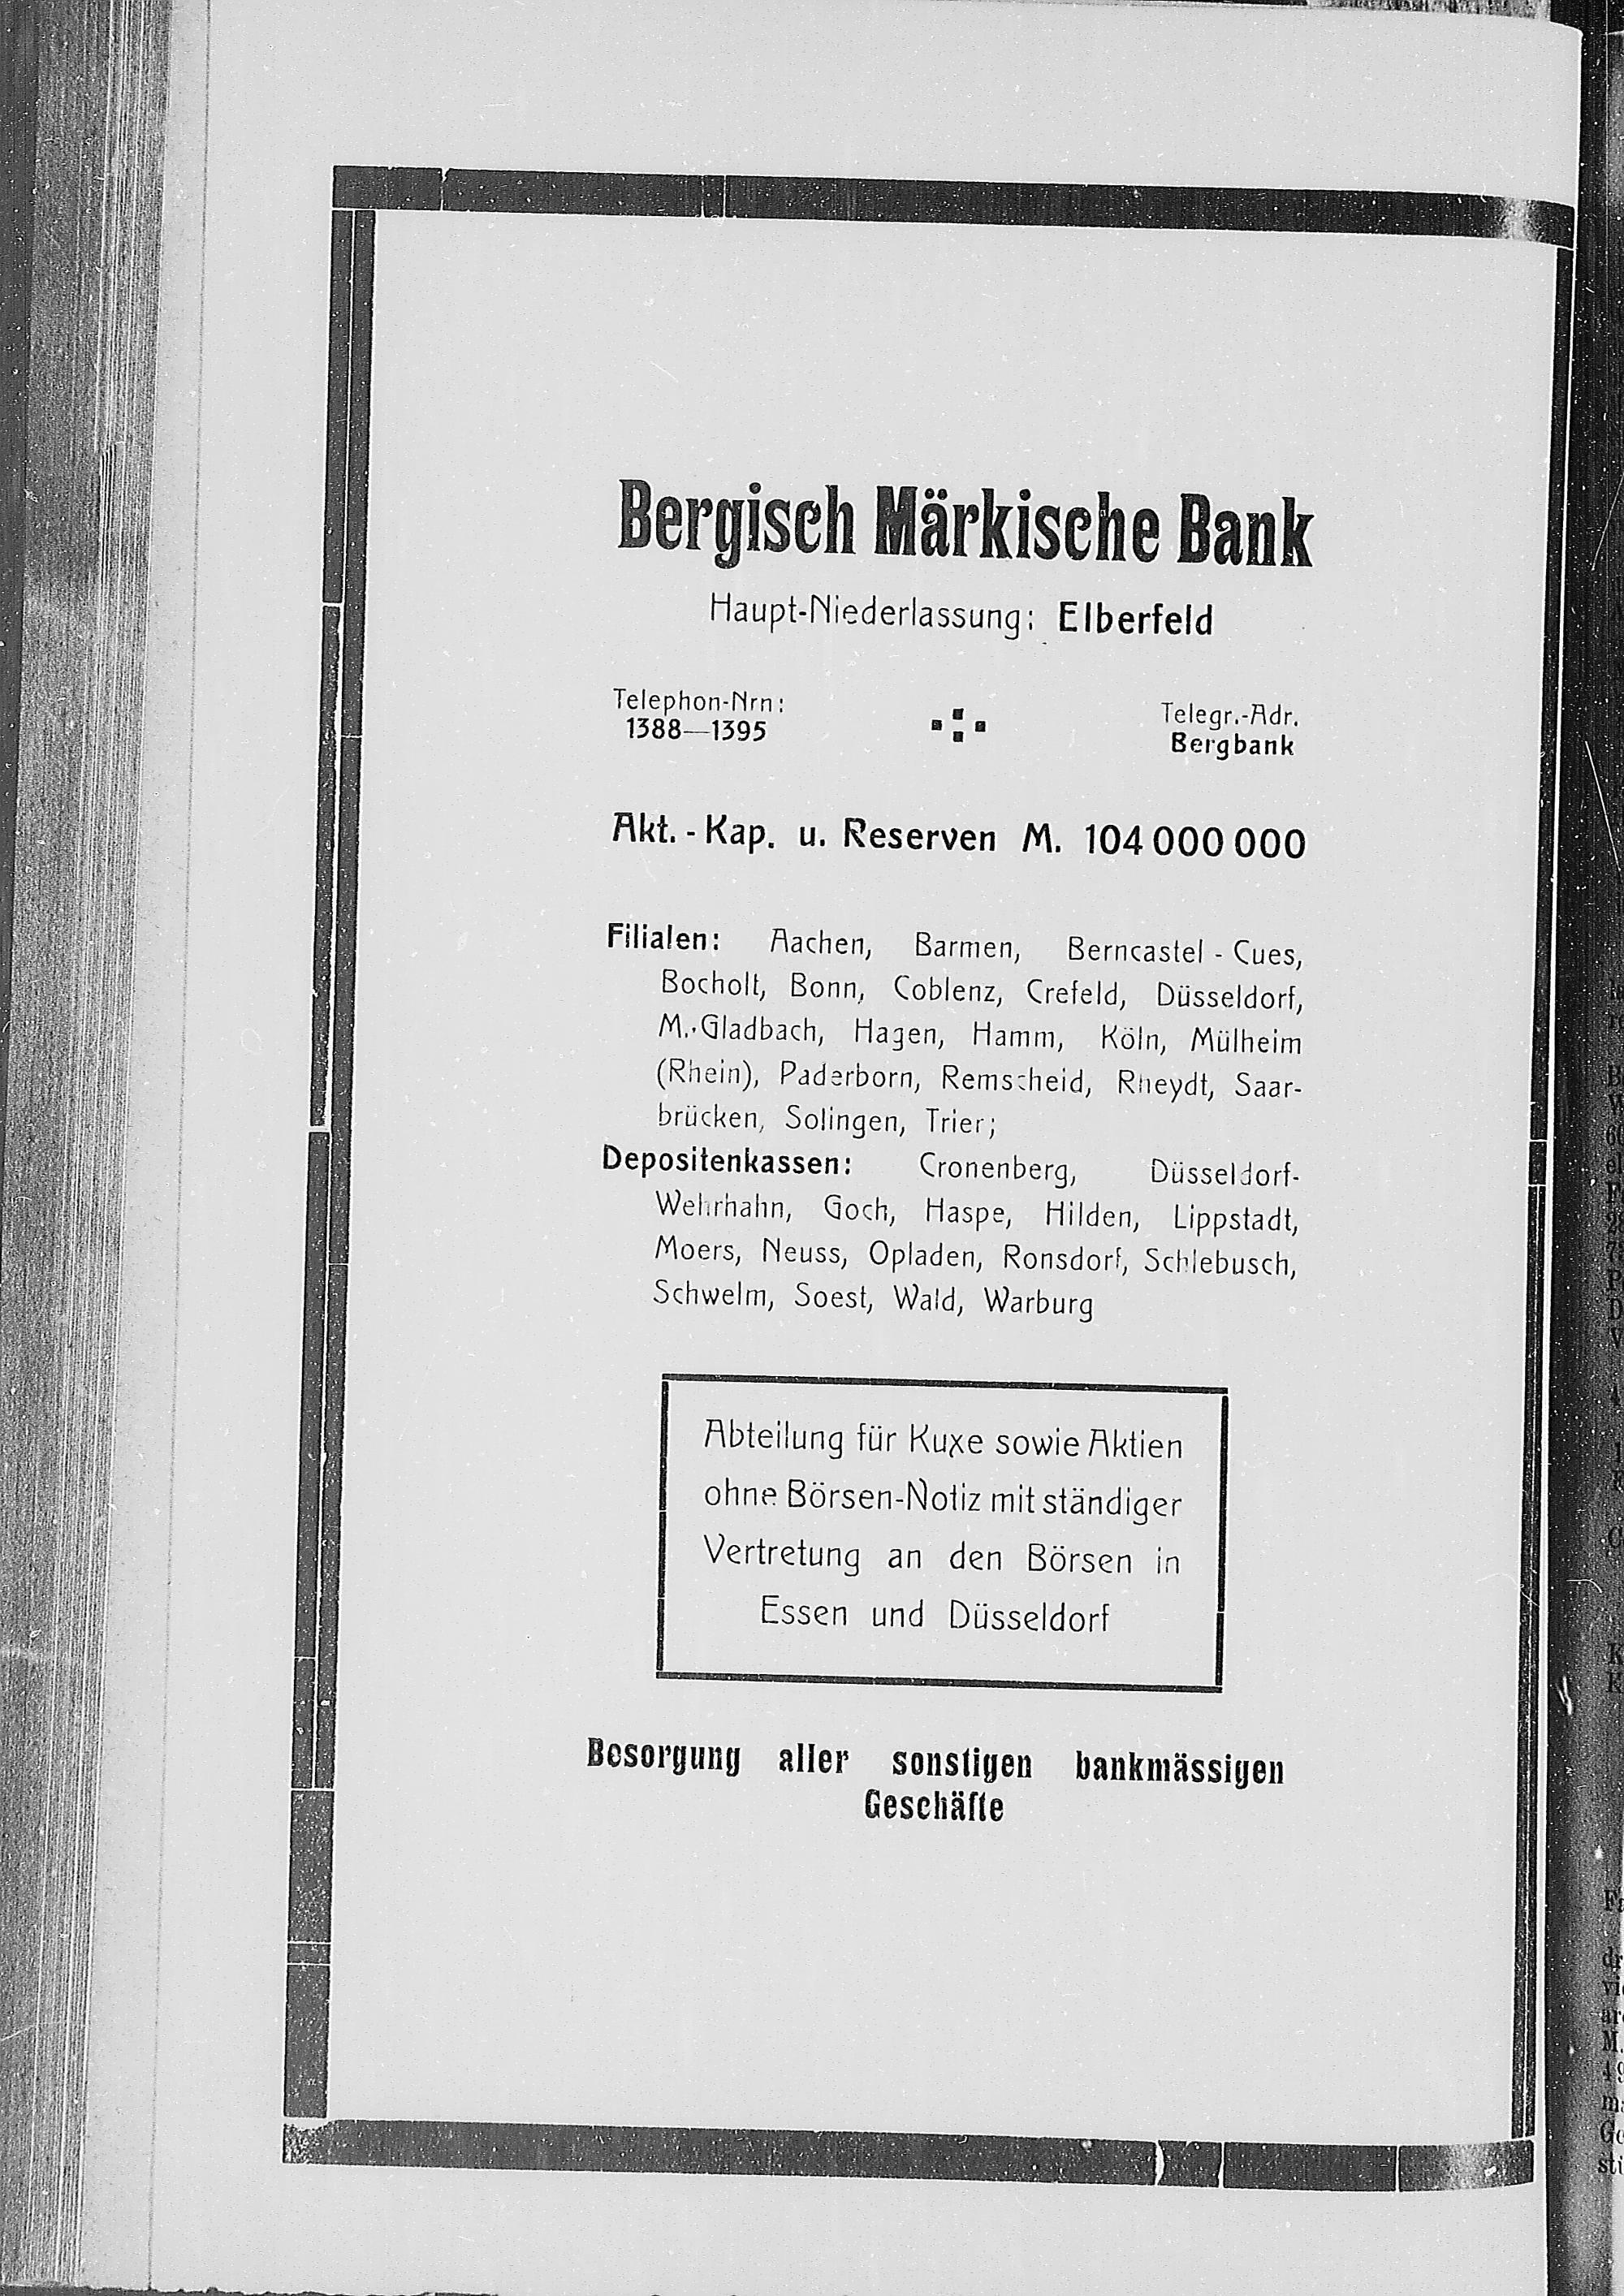 Bergisch Märkische Bank
Haupt-Niederlassung: Elberfeld
Telephon-Nrn:
1388—1395
Telegr.-Adr.
Bergbank
Akt.-Kap. u. Reserven M. 104 000 000
Filialen: Aachen, Barmen, Berncastel - Cues,
Bocholt, Bonn, Coblenz, Crefeld, Düsseldorf,
M.-Gladbach, Hagen, Hamm, Köln, Mülheim
(Rhein), Paderborn, Remscheid, Rheydt, Saar-
brücken, Solingen, Trier;
Depositenkassen: Cronenberg, Düsseldorf-
Wehrhahn, Goch, Haspe, Hilden, Lippstadt,
Moers, Neuss, Opladen, Ronsdorf, Schlebusch,
Schwelm, Soest, Wald, Warburg
Abteilung für Kuxe sowie Aktien
ohne Börsen-Notiz mit ständiger
Vertretung an den Börsen in
Essen und Düsseldorf
Besorgung aller sonstigen bankmässigen
Geschäfte